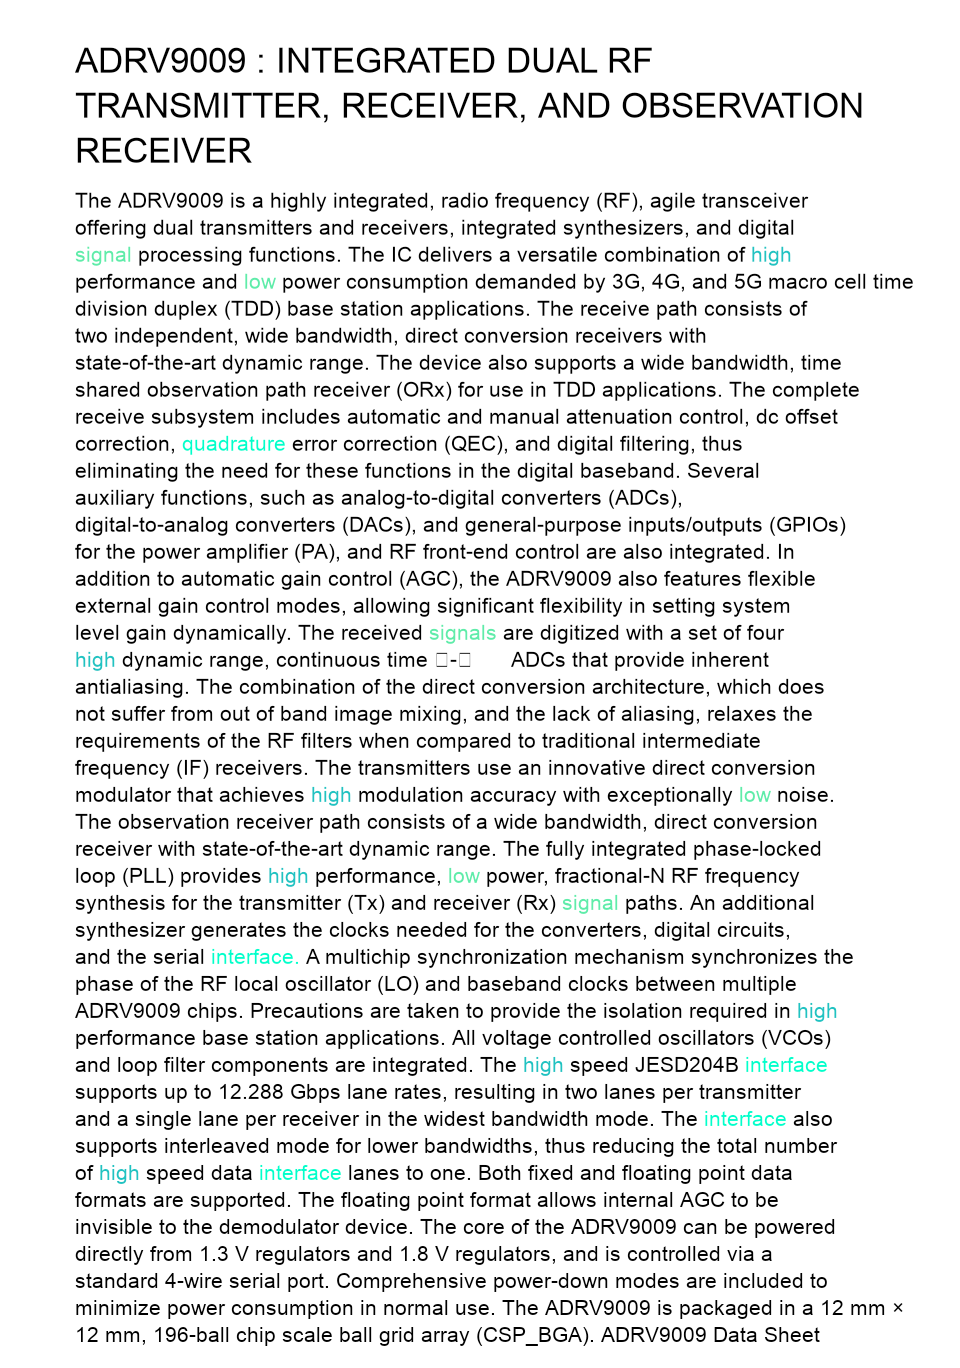 ADRV9009 : INTEGRATED DUAL RF
TRANSMITTER, RECEIVER, AND OBSERVATION
RECEIVER
The ADRV9009 is a highly integrated, radio frequency (RF), agile transceiver
offering dual transmitters and receivers, integrated synthesizers, and digital
signal processing functions. The IC delivers a versatile combination of high
performance and low power consumption demanded by 3G, 4G, and 5G macro cell time
division duplex (TDD) base station applications. The receive path consists of
two independent, wide bandwidth, direct conversion receivers with
state-of-the-art dynamic range. The device also supports a wide bandwidth, time
shared observation path receiver (ORx) for use in TDD applications. The complete
receive subsystem includes automatic and manual attenuation control, dc offset
correction, quadrature error correction (QEC), and digital filtering, thus
eliminating the need for these functions in the digital baseband. Several
auxiliary functions, such as analog-to-digital converters (ADCs),
digital-to-analog converters (DACs), and general-purpose inputs/outputs (GPIOs)
for the power amplifier (PA), and RF front-end control are also integrated. In
addition to automatic gain control (AGC), the ADRV9009 also features flexible
external gain control modes, allowing significant flexibility in setting system
level gain dynamically. The received signals are digitized with a set of four
high dynamic range, continuous time □-□ ADCs that provide inherent
antialiasing. The combination of the direct conversion architecture, which does
not suffer from out of band image mixing, and the lack of aliasing, relaxes the
requirements of the RF filters when compared to traditional intermediate
frequency (IF) receivers. The transmitters use an innovative direct conversion
modulator that achieves high modulation accuracy with exceptionally low noise.
The observation receiver path consists of a wide bandwidth, direct conversion
receiver with state-of-the-art dynamic range. The fully integrated phase-locked
loop (PLL) provides high performance, low power, fractional-N RF frequency
synthesis for the transmitter (Tx) and receiver (Rx) signal paths. An additional
synthesizer generates the clocks needed for the converters, digital circuits,
and the serial interface. A multichip synchronization mechanism synchronizes the
phase of the RF local oscillator (LO) and baseband clocks between multiple
ADRV9009 chips. Precautions are taken to provide the isolation required in high
performance base station applications. All voltage controlled oscillators (VCOs)
and loop filter components are integrated. The high speed JESD204B interface
supports up to 12.288 Gbps lane rates, resulting in two lanes per transmitter
and a single lane per receiver in the widest bandwidth mode. The interface also
supports interleaved mode for lower bandwidths, thus reducing the total number
of high speed data interface lanes to one. Both fixed and floating point data
formats are supported. The floating point format allows internal AGC to be
invisible to the demodulator device. The core of the ADRV9009 can be powered
directly from 1.3 V regulators and 1.8 V regulators, and is controlled via a
standard 4-wire serial port. Comprehensive power-down modes are included to
minimize power consumption in normal use. The ADRV9009 is packaged in a 12 mm ×
12 mm, 196-ball chip scale ball grid array (CSP_BGA). ADRV9009 Data Sheet